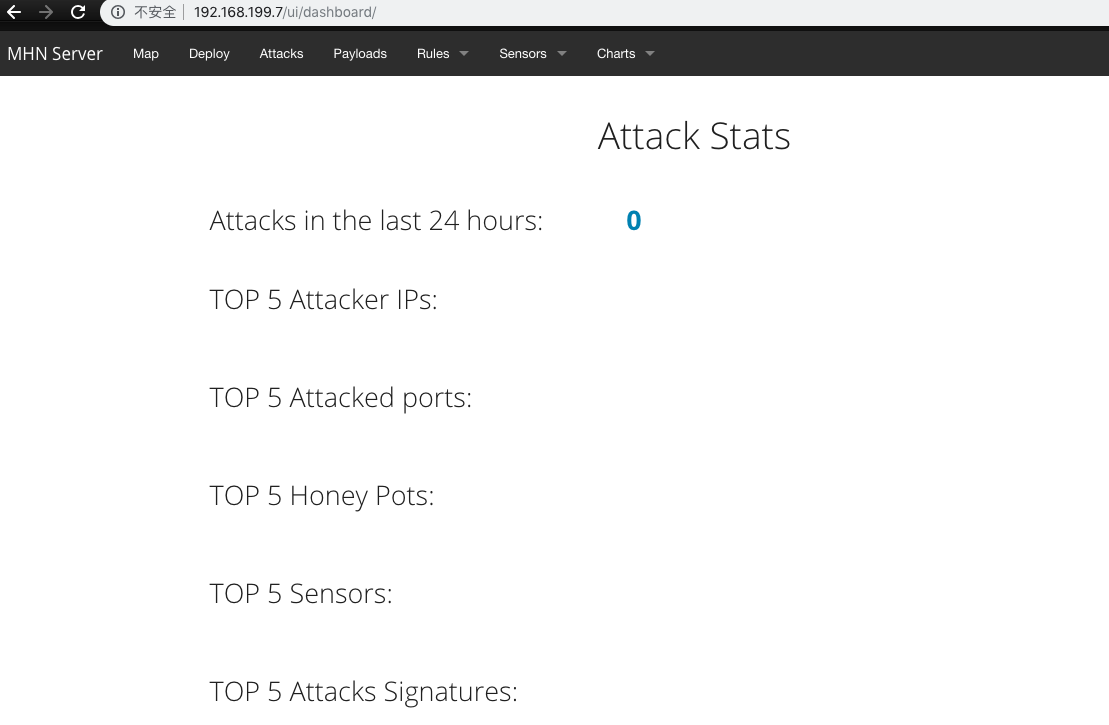 不安全 192.168.199.7/ui/dashboard/
MHN Server Map Deploy Attacks Payloads Rules Sensors Charts
Attack Stats
Attacks in the last 24 hours: 0
TOP 5 Attacker IPs:
TOP 5 Attacked ports:
TOP 5 Honey Pots:
TOP 5 Sensors:
TOP 5 Attacks Signatures: